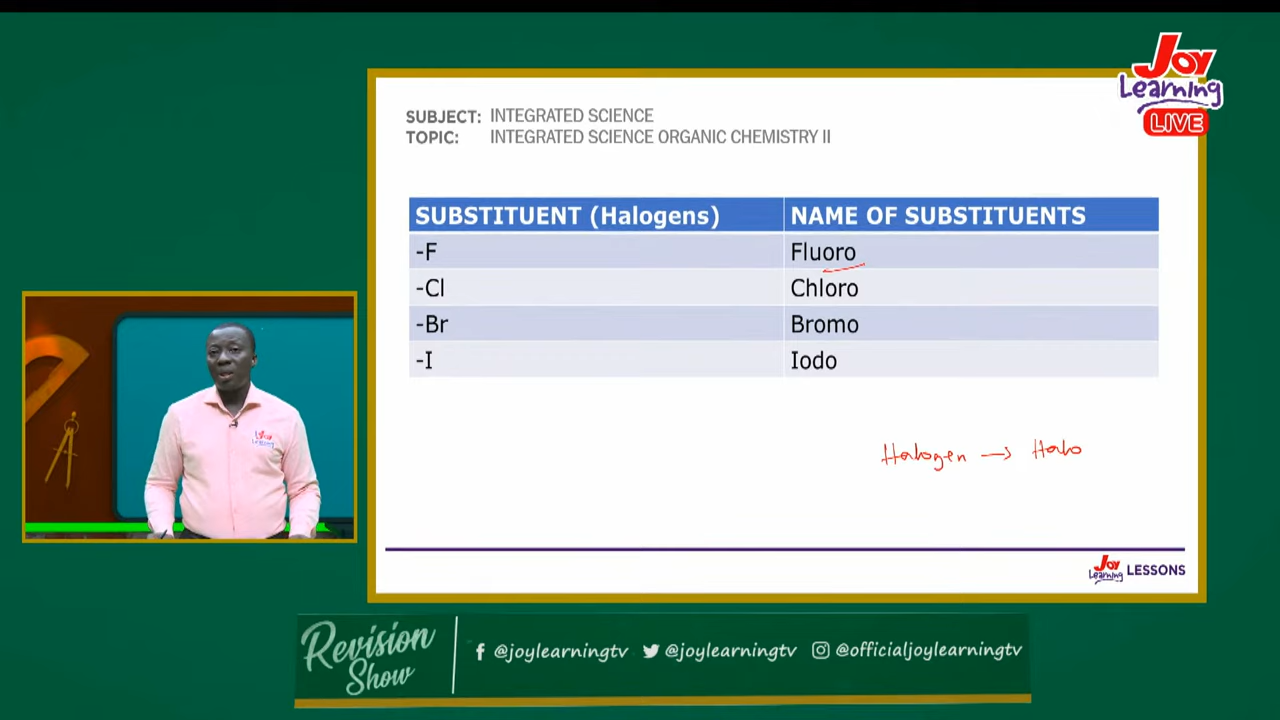 Joy
Learning
LIVE
SUBJECT: INTEGRATED SCIENCE
TOPIC: INTEGRATED SCIENCE ORGANIC CHEMISTRY II
SUBSTITUENT (Halogens) NAME OF SUBSTITUENTS
-F Fluoro
-Cl Chloro
-Br Bromo
-I Iodo
Halogen → Halo
Joy
Learning LESSONS
Joy
Revision
Show
@joylearningtv @joylearningtv @officialjoylearningtv